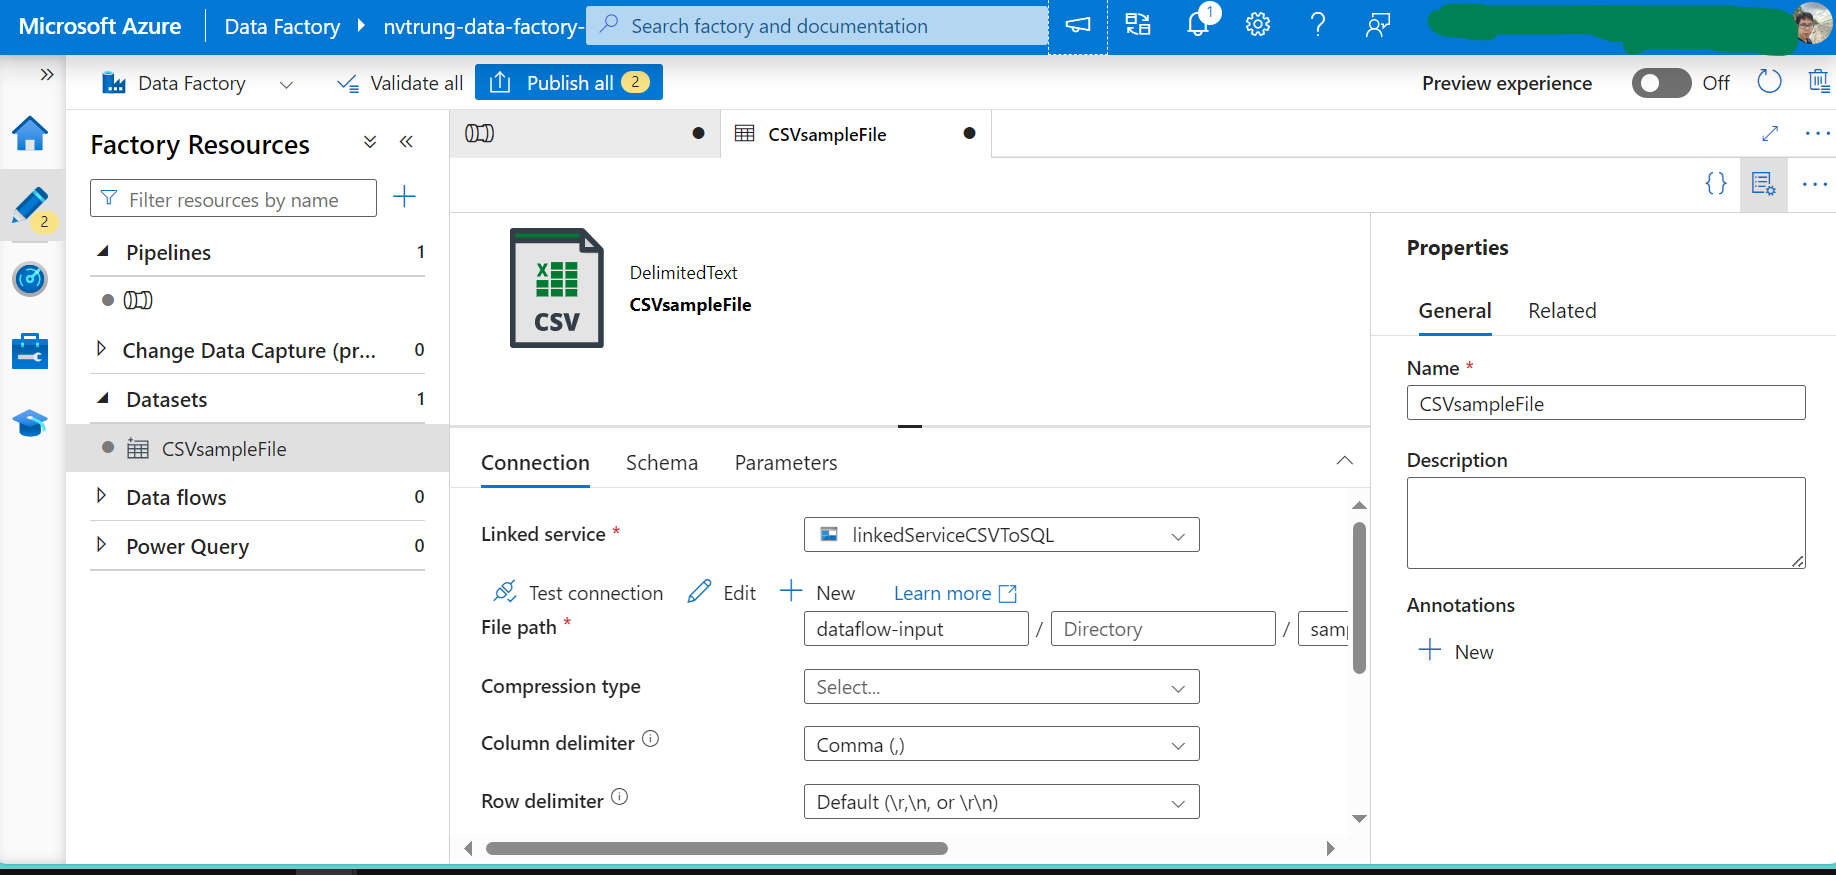 Microsoft Azure
Data Factory
nvtrung-data-factory-
Search factory and documentation
1
Data Factory
Validate all
Publish all
2
Preview experience
Off
2
Factory Resources
Filter resources by name
Pipelines
1
Change Data Capture (pr...
0
Datasets
1
CSVsampleFile
Data flows
0
Power Query
0
CSVsampleFile
X
CSV
DelimitedText
CSVsampleFile
Connection
Schema
Parameters
Linked service *
linkedServiceCSVToSQL
Test connection
Edit
New
Learn more
File path *
dataflow-input
/
Directory
/
Compression type
Select...
Column delimiter
Comma (,)
Row delimiter
Default (\r,\n, or \r\n)
Properties
General
Related
Name *
CSVsampleFile
Description
Annotations
New